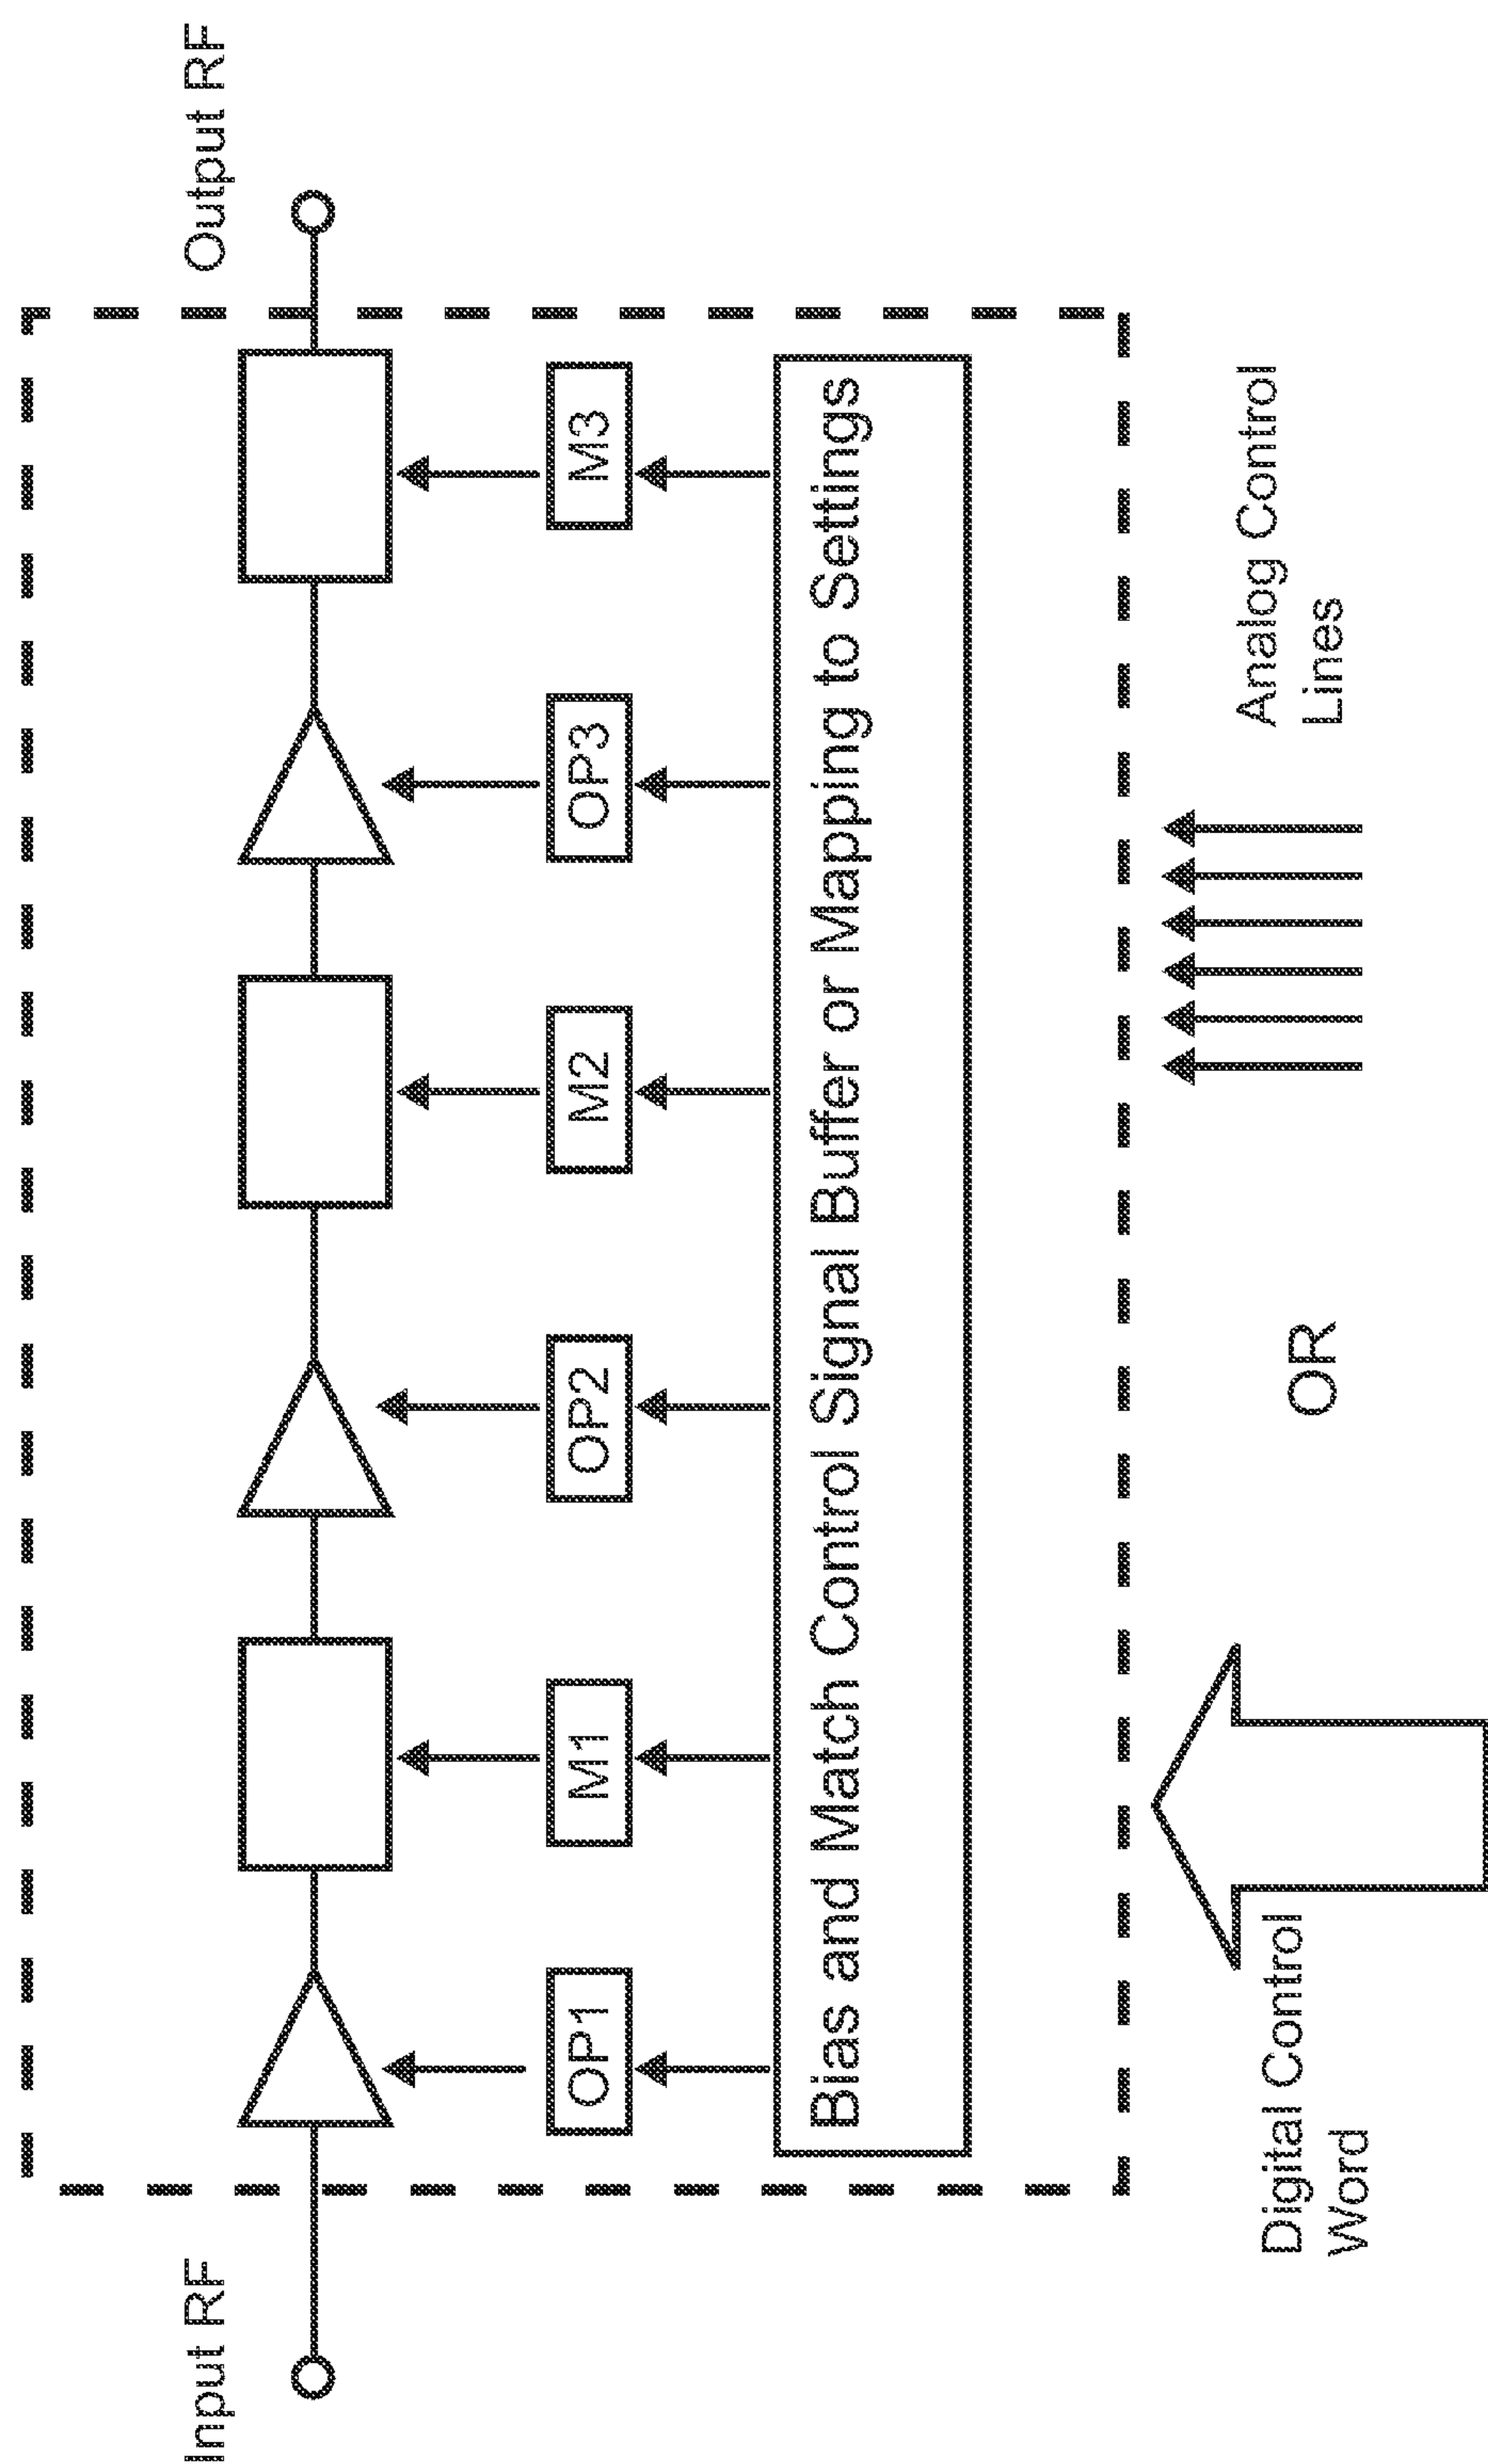 Input RF
Output RF
OP1
M1
OP2
M2
OP3
M3
Bias and Match Control Signal Buffer or Mapping to Settings
Digital Control
Word
OR
Analog Control
Lines